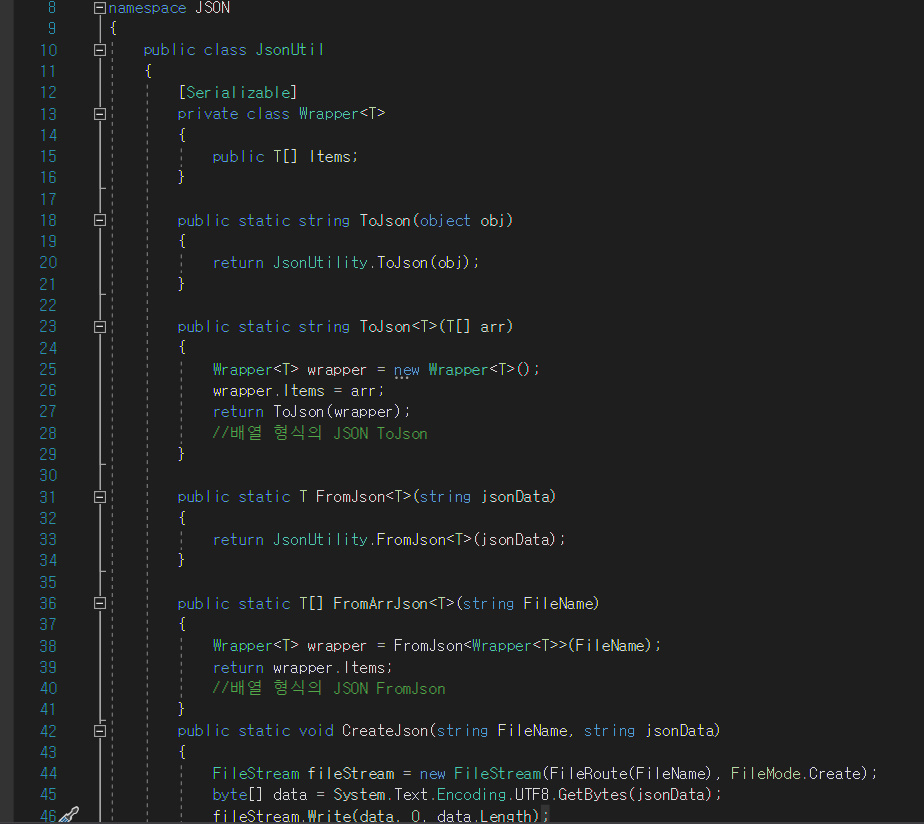 8 namespace JSON
9 {
10 public class JsonUtil
11 {
12 [Serializable]
13 private class Wrapper<T>
14 {
15 public T[] Items;
16 }
17
18 public static string ToJson(object obj)
19 {
20 return JsonUtility.ToJson(obj);
21 }
22
23 public static string ToJson<T>(T[] arr)
24 {
25 Wrapper<T> wrapper = new Wrapper<T>();
26 wrapper.Items = arr;
27 return ToJson(wrapper);
28 //배열 형식의 JSON ToJson
29 }
30
31 public static T FromJson<T>(string jsonData)
32 {
33 return JsonUtility.FromJson<T>(jsonData);
34 }
35
36 public static T[] FromArrJson<T>(string FileName)
37 {
38 Wrapper<T> wrapper = FromJson<Wrapper<T>>(FileName);
39 return wrapper.Items;
40 //배열 형식의 JSON FromJson
41 }
42 public static void CreateJson(string FileName, string jsonData)
43 {
44 FileStream fileStream = new FileStream(FileRoute(FileName), FileMode.Create);
45 byte[] data = System.Text.Encoding.UTF8.GetBytes(jsonData);
46 fileStream.Write(data, 0, data.Length);